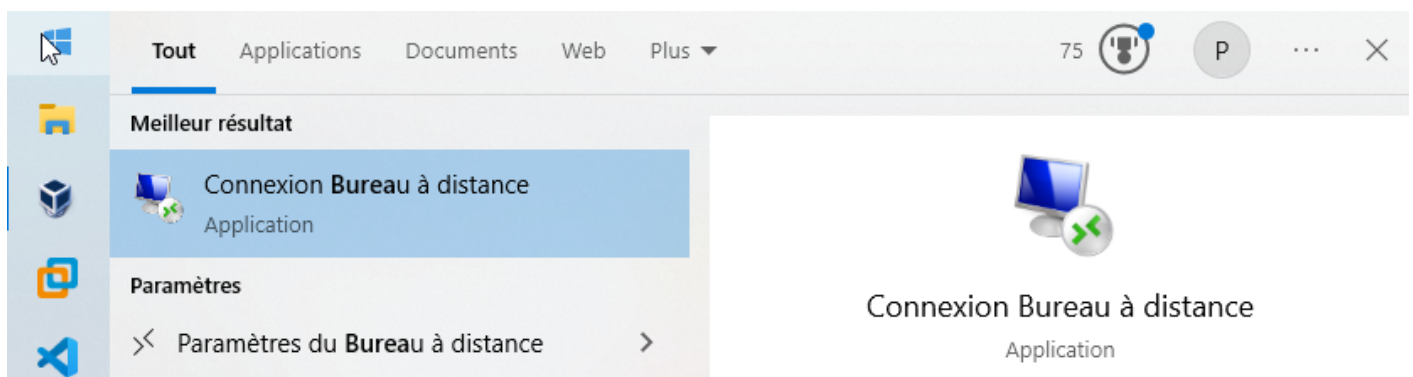 Tout Applications Documents Web Plus 75 P ...
Meilleur résultat
Connexion Bureau à distance
Application
Paramètres
Paramètres du Bureau à distance
Connexion Bureau à distance
Application